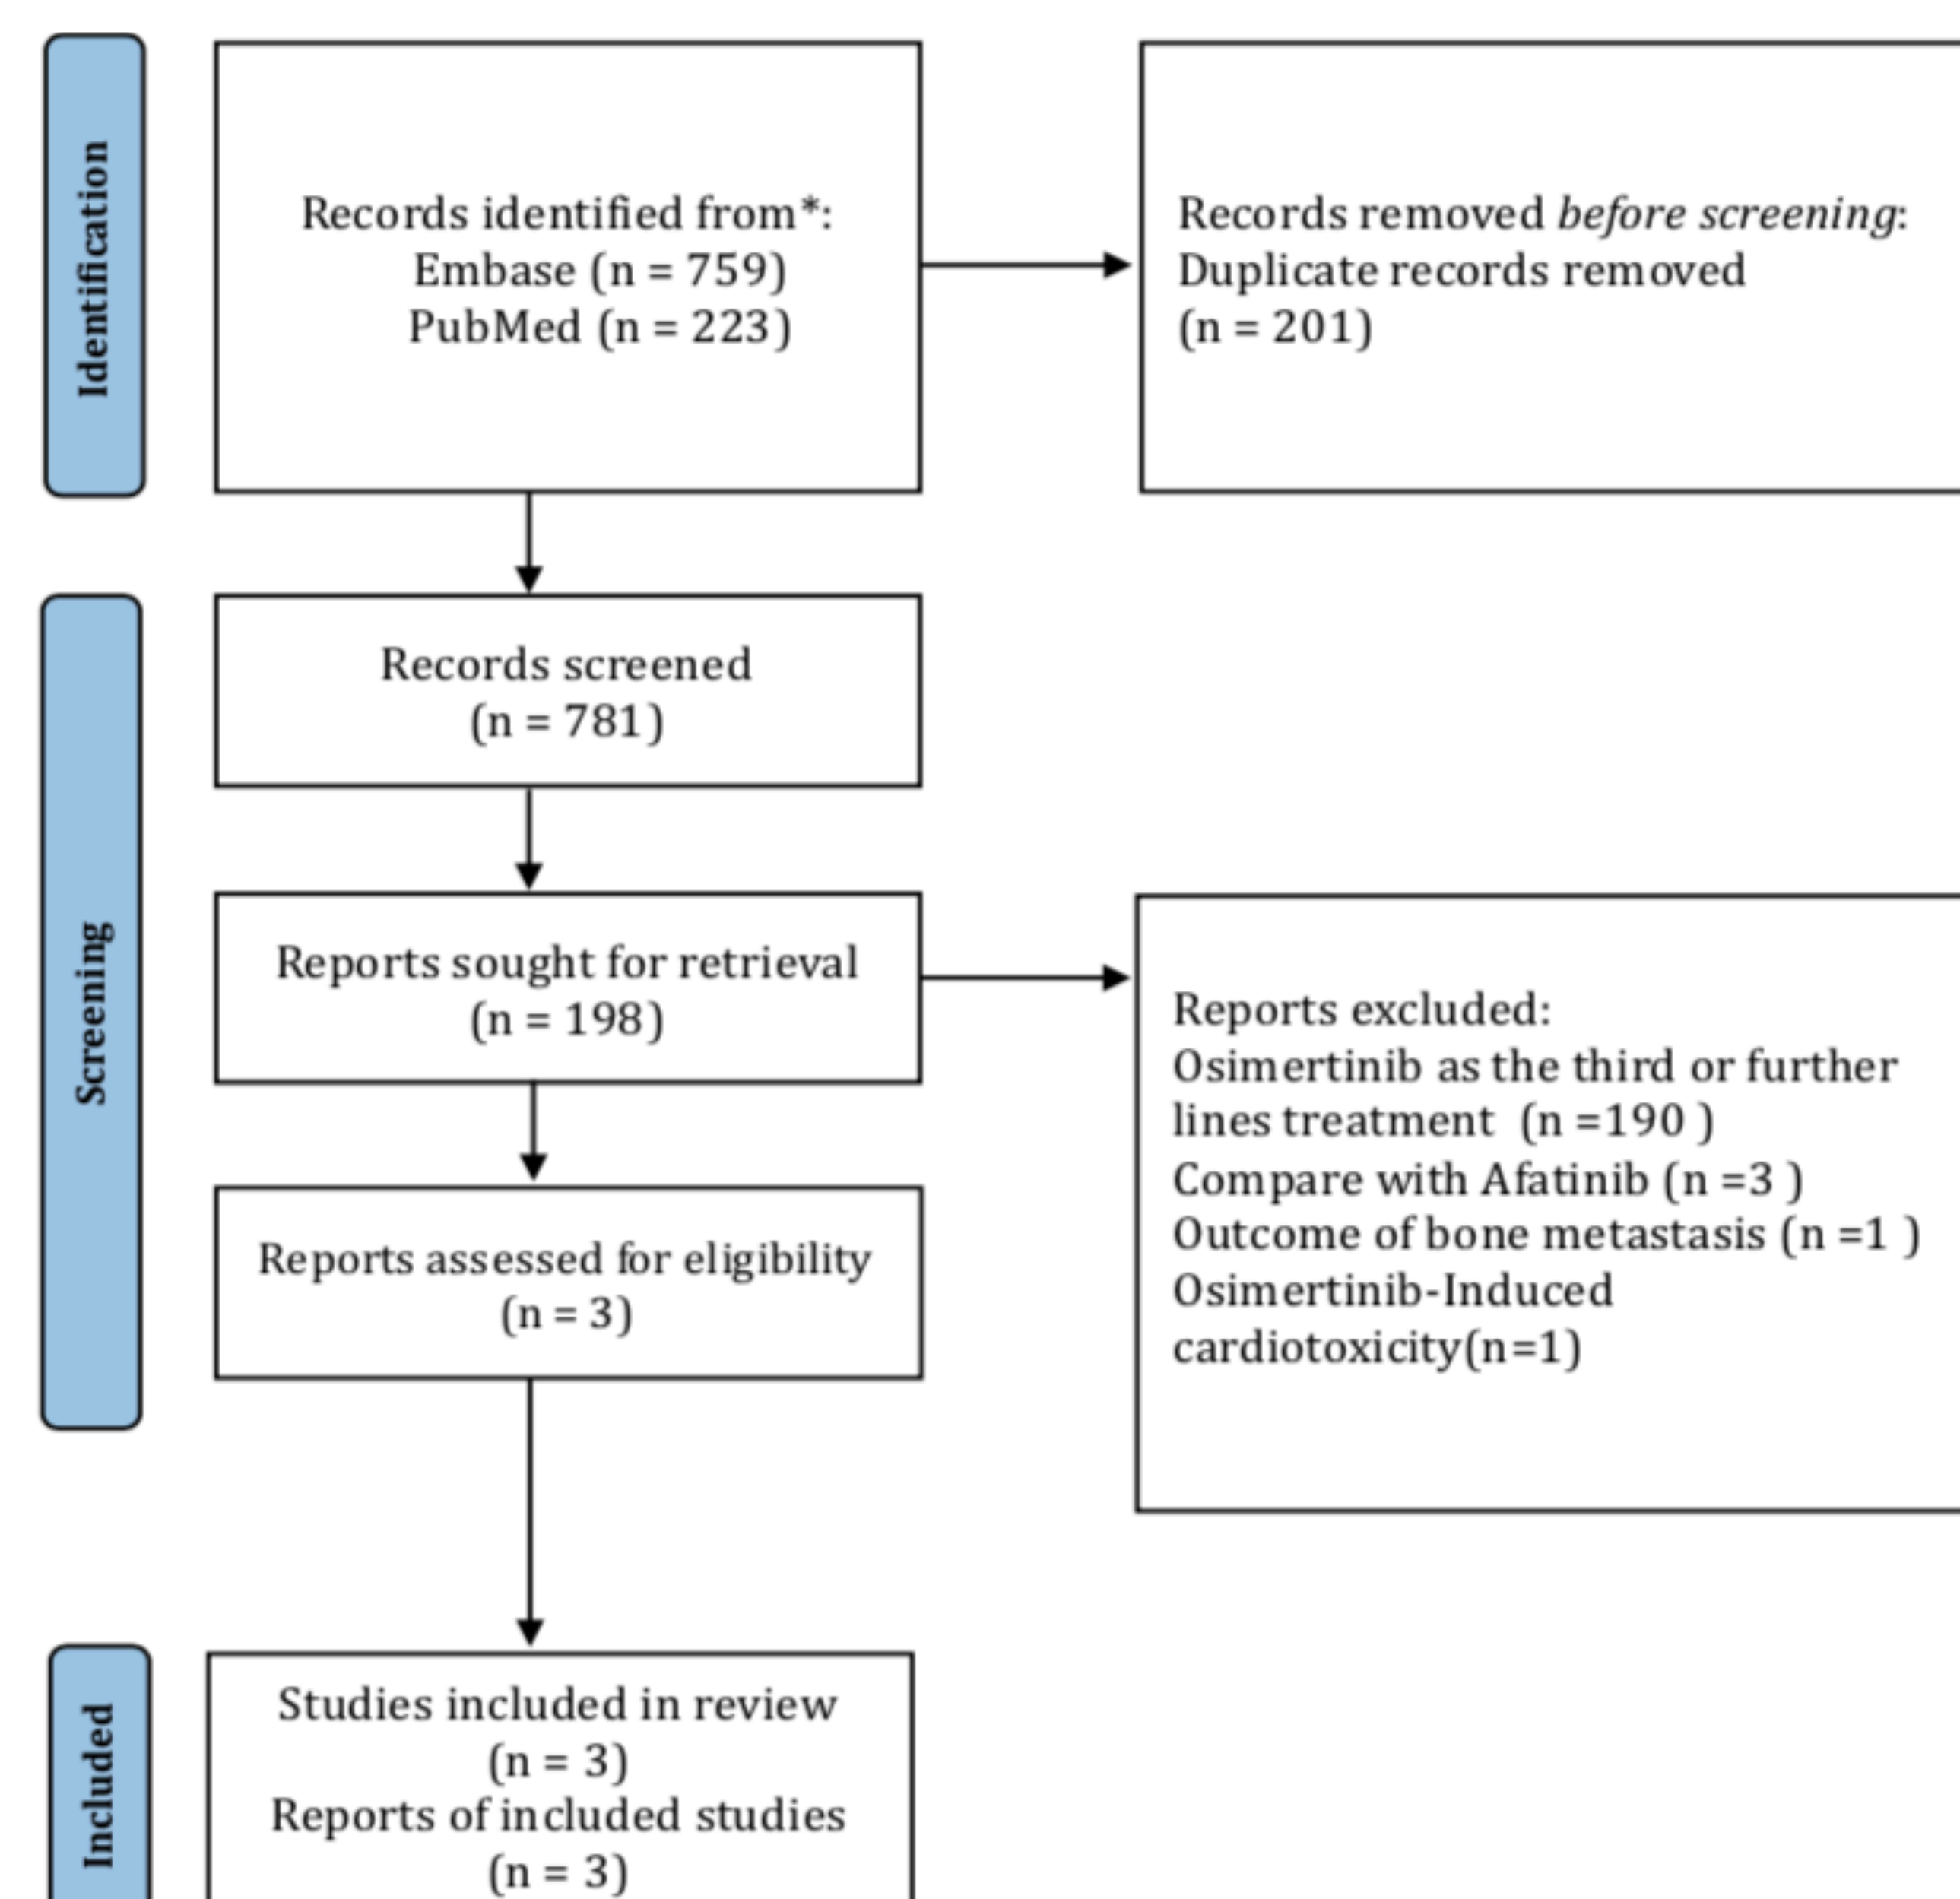 Identification
Records identified from*:
Embase (n = 759)
PubMed (n = 223)
Records removed before screening:
Duplicate records removed
(n = 201)
Screening
Records screened
(n = 781)
Reports sought for retrieval
(n = 198)
Reports excluded:
Osimertinib as the third or further
lines treatment  (n =190 )
Compare with Afatinib (n =3 )
Outcome of bone metastasis (n =1 )
Osimertinib-Induced
cardiotoxicity(n=1)
Reports assessed for eligibility
(n = 3)
Included
Studies included in review
(n = 3)
Reports of included studies
(n = 3)